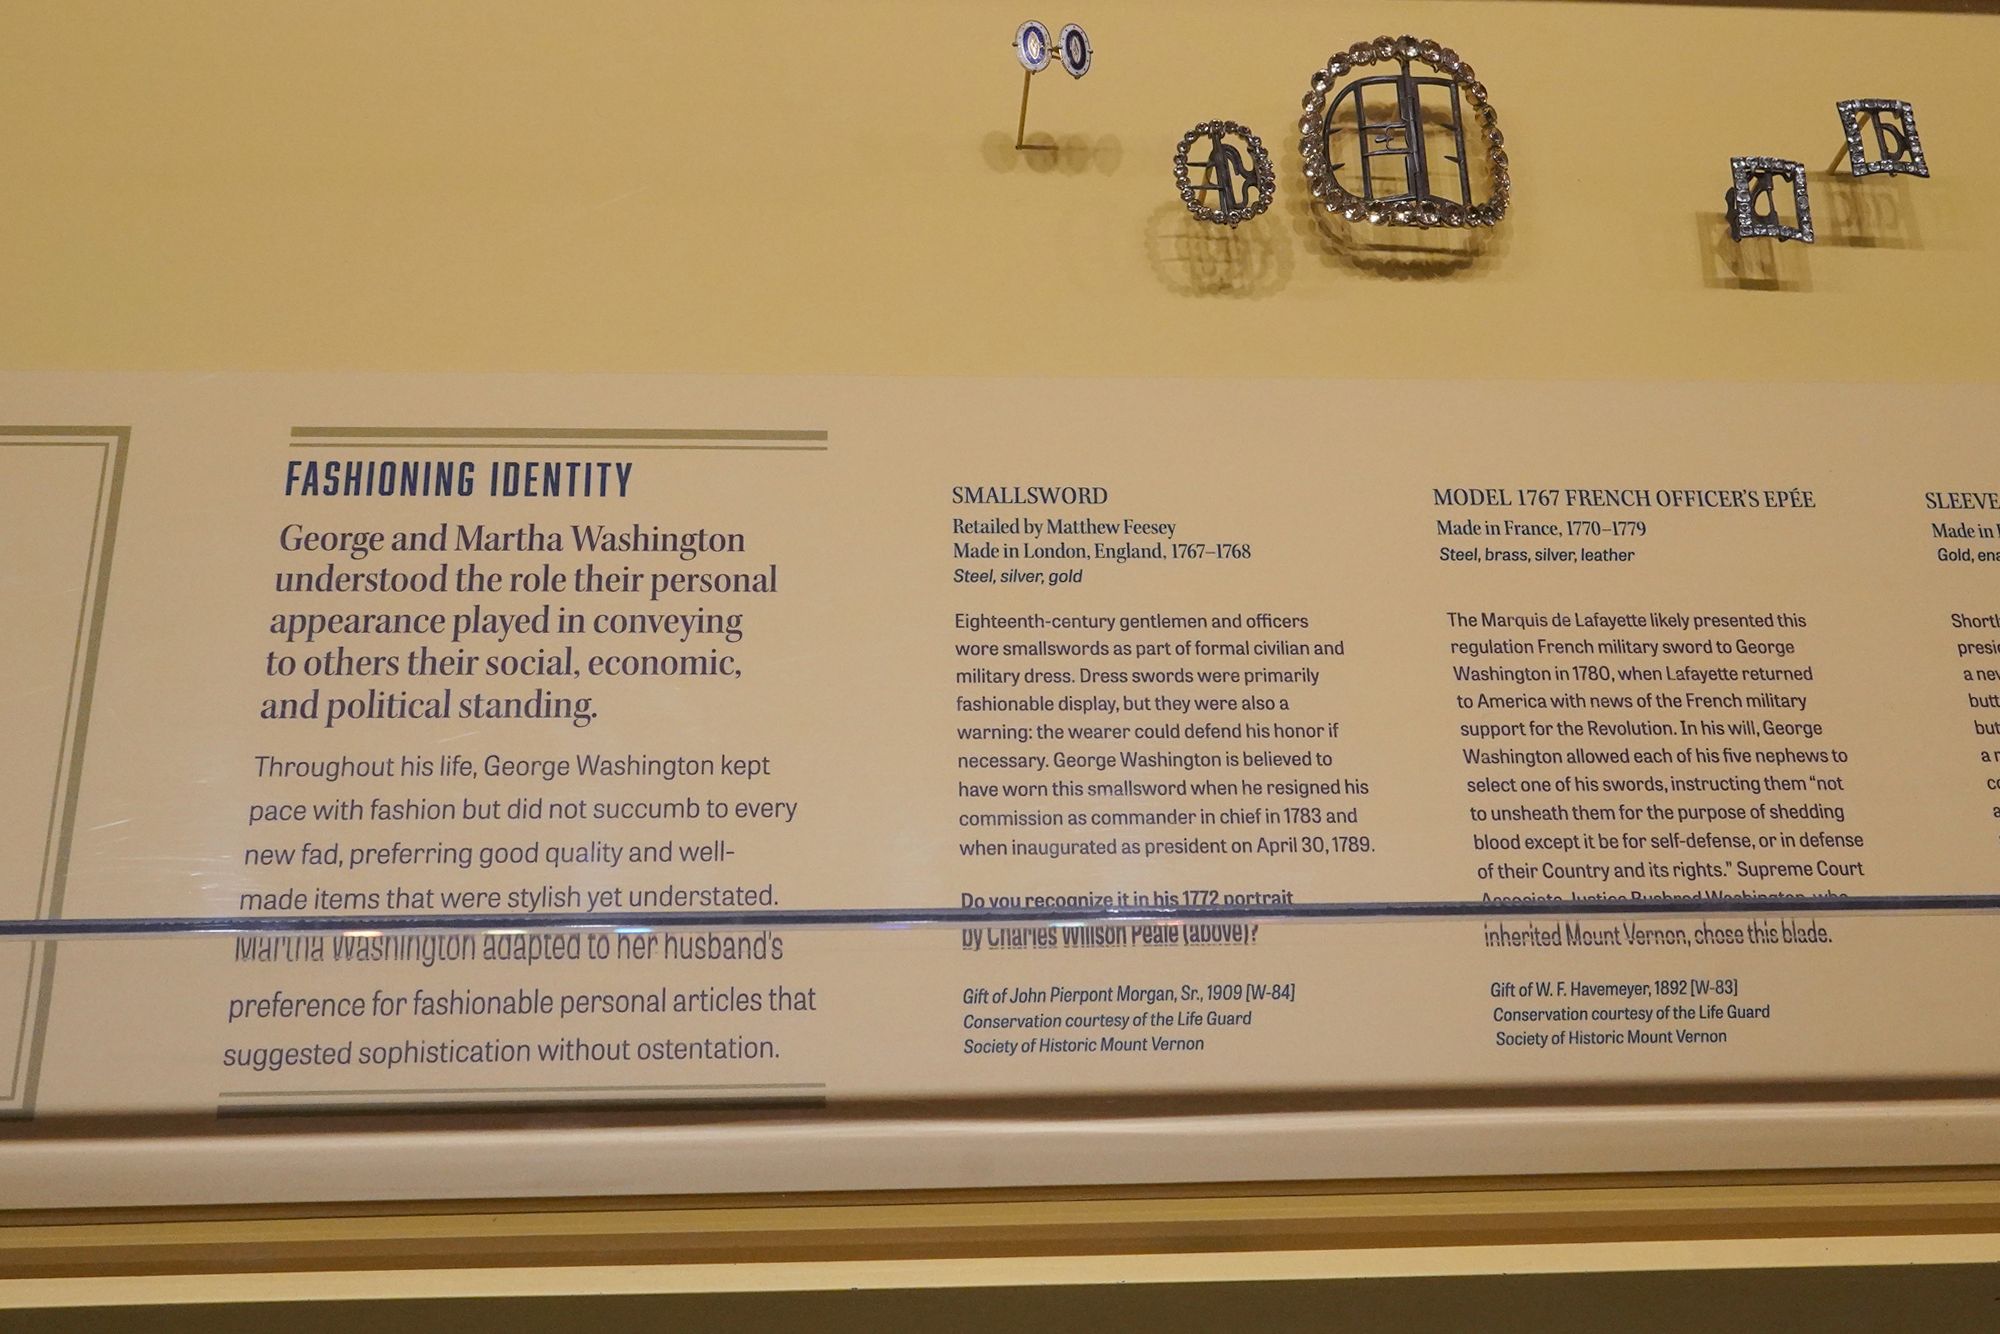 FASHIONING IDENTITY
George and Martha Washington
understood the role their personal
appearance played in conveying
to others their social, economic,
and political standing.
Throughout his life, George Washington kept
pace with fashion but did not succumb to every
new fad, preferring good quality and well-
made items that were stylish yet understated.
Martha Washington adapted to her husband's
preference for fashionable personal articles that
suggested sophistication without ostentation.
SMALLSWORD
Retailed by Matthew Feesey
Made in London, England, 1767–1768
Steel, silver, gold
Eighteenth-century gentlemen and officers
wore smallswords as part of formal civilian and
military dress. Dress swords were primarily
fashionable display, but they were also a
warning: the wearer could defend his honor if
necessary. George Washington is believed to
have worn this smallsword when he resigned his
commission as commander in chief in 1783 and
when inaugurated as president on April 30, 1789.
Do you recognize it in his 1772 portrait
by Charles Willson Peale (above)?
Gift of John Pierpont Morgan, Sr., 1909 [W-84]
Conservation courtesy of the Life Guard
Society of Historic Mount Vernon
MODEL 1767 FRENCH OFFICER'S EPÉE
Made in France, 1770–1779
Steel, brass, silver, leather
The Marquis de Lafayette likely presented this
regulation French military sword to George
Washington in 1780, when Lafayette returned
to America with news of the French military
support for the Revolution. In his will, George
Washington allowed each of his five nephews to
select one of his swords, instructing them “not
to unsheath them for the purpose of shedding
blood except it be for self-defense, or in defense
of their Country and its rights.” Supreme Court
Associate Justice Bushrod Washington, who
inherited Mount Vernon, chose this blade.
Gift of W. F. Havemeyer, 1892 [W-83]
Conservation courtesy of the Life Guard
Society of Historic Mount Vernon
SLEEVE
Made in
Gold, ena
Shortl
presi
a nev
butt
but